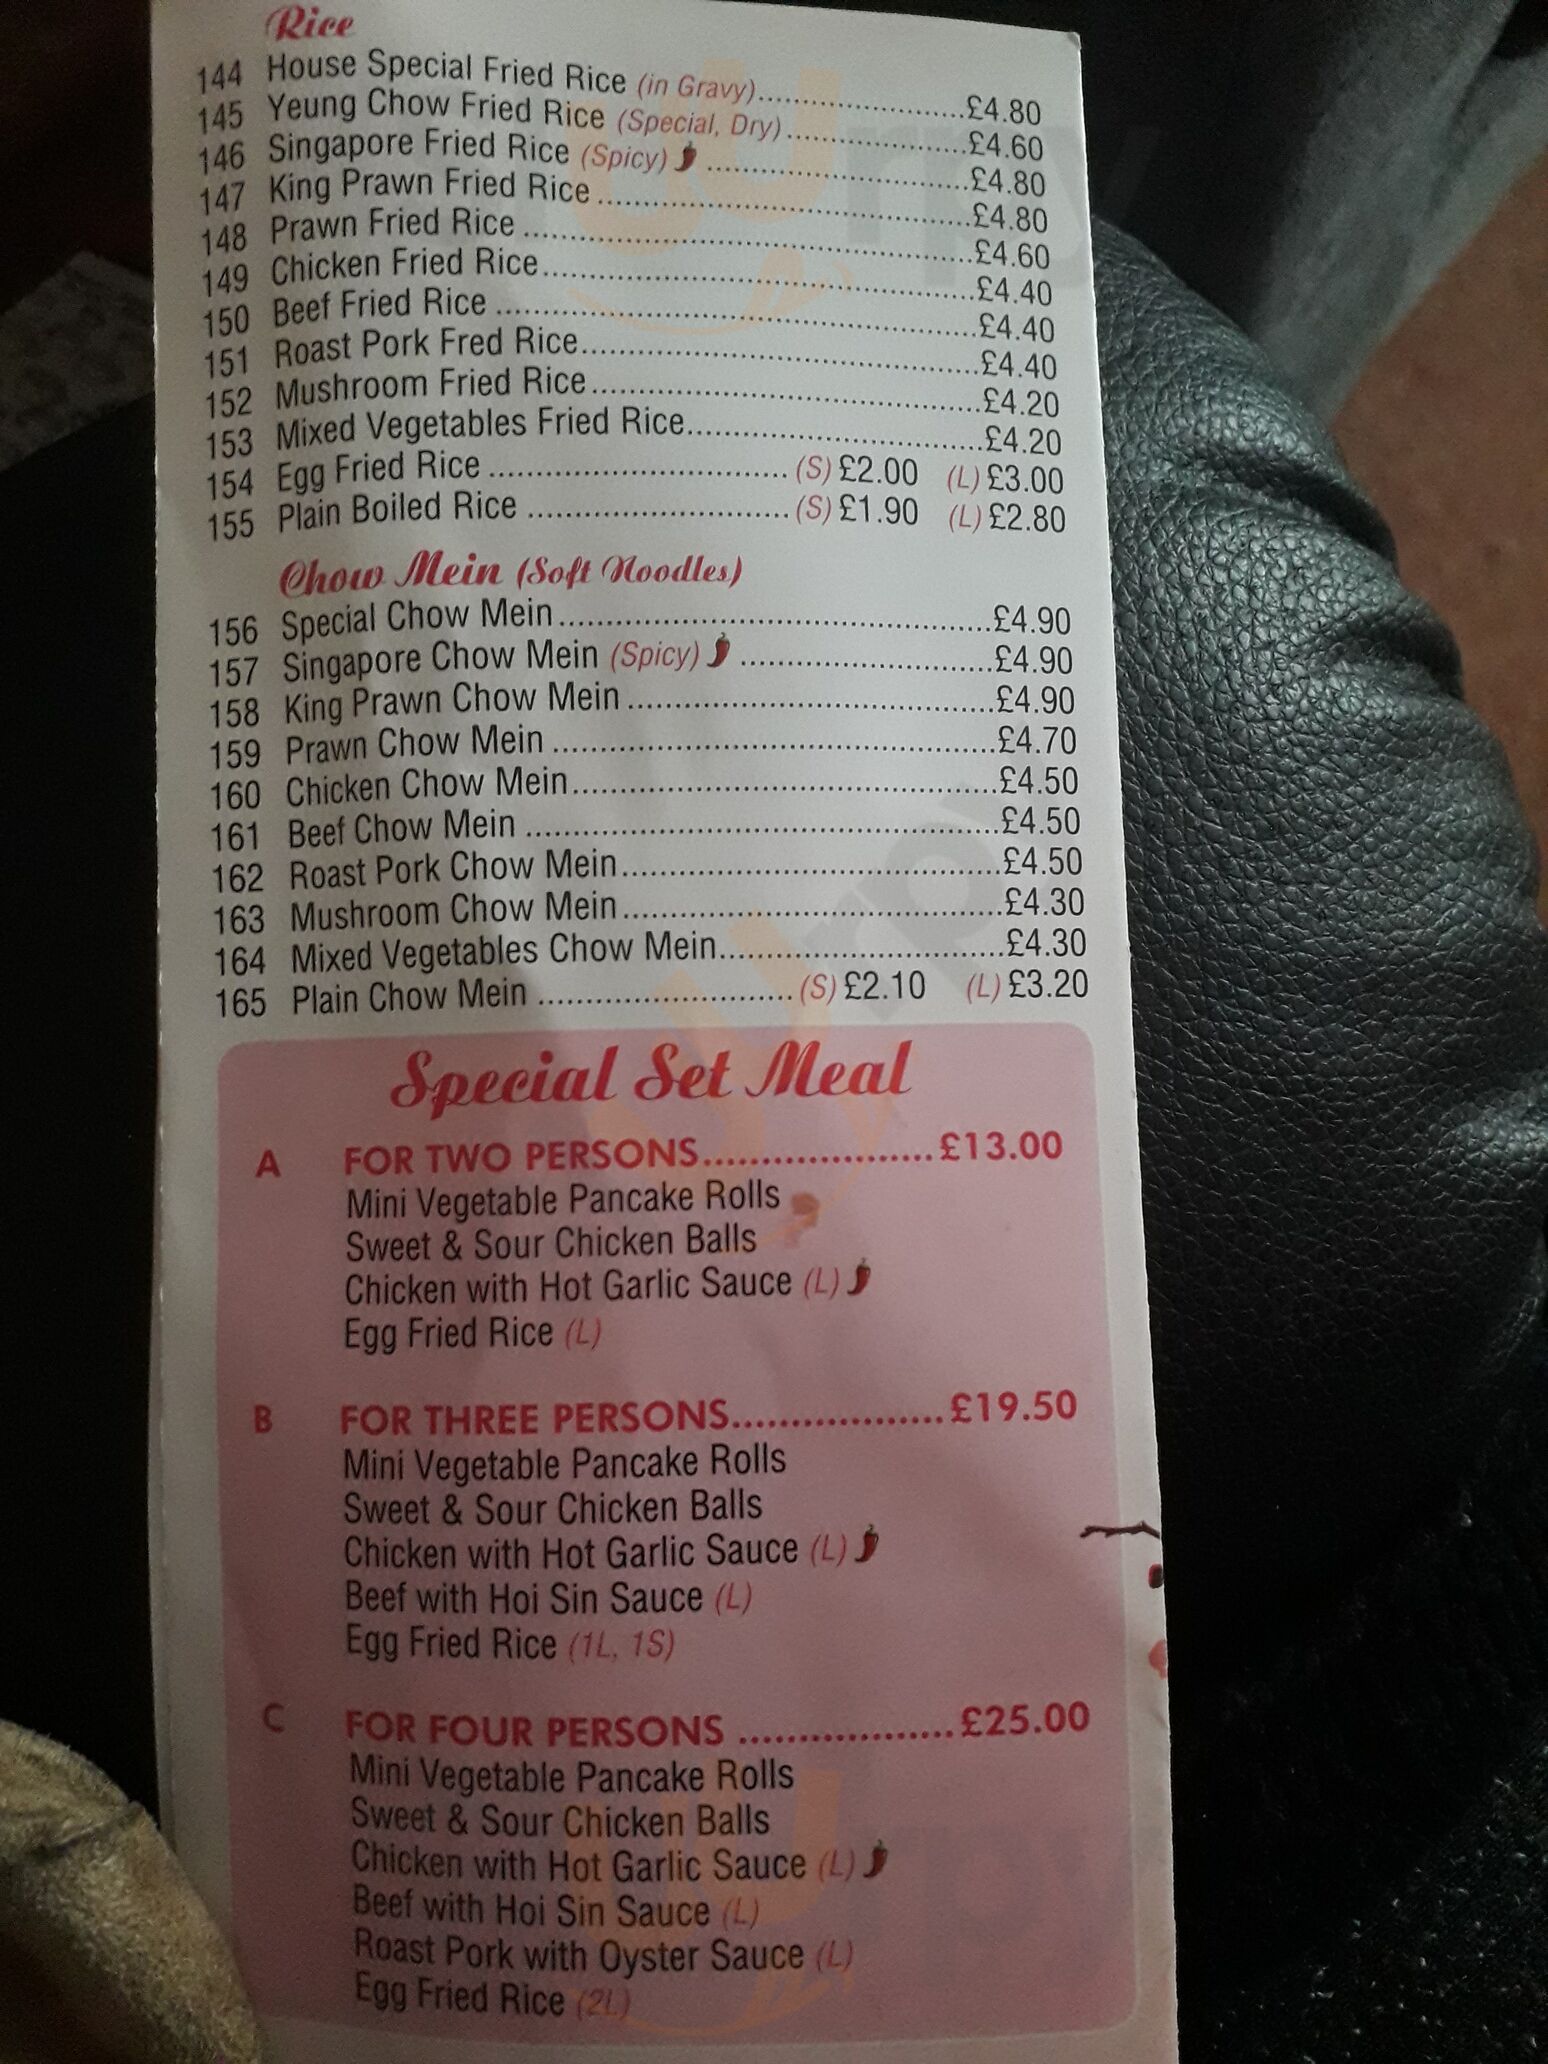 Rice
144 House Special Fried Rice (in Gravy).......................£4.80
145 Yeung Chow Fried Rice (Special, Dry)....................£4.60
146 Singapore Fried Rice (Spicy) .............................£4.80
147 King Prawn Fried Rice..........................................£4.80
148 Prawn Fried Rice..................................................£4.60
149 Chicken Fried Rice................................................£4.40
150 Beef Fried Rice.....................................................£4.40
151 Roast Pork Fred Rice............................................£4.40
152 Mushroom Fried Rice...........................................£4.20
153 Mixed Vegetables Fried Rice.................................£4.20
154 Egg Fried Rice................................(S) £2.00 (L) £3.00
155 Plain Boiled Rice............................(S) £1.90 (L) £2.80
Chow Mein (Soft Noodles)
156 Special Chow Mein...............................................£4.90
157 Singapore Chow Mein (Spicy) ...........................£4.90
158 King Prawn Chow Mein.......................................£4.90
159 Prawn Chow Mein................................................£4.70
160 Chicken Chow Mein..............................................£4.50
161 Beef Chow Mein...................................................£4.50
162 Roast Pork Chow Mein.........................................£4.50
163 Mushroom Chow Mein.........................................£4.30
164 Mixed Vegetables Chow Mein...............................£4.30
165 Plain Chow Mein...........................(S) £2.10 (L) £3.20
Special Set Meal
A FOR TWO PERSONS....................£13.00
Mini Vegetable Pancake Rolls
Sweet & Sour Chicken Balls
Chicken with Hot Garlic Sauce (L)
Egg Fried Rice (L)
B FOR THREE PERSONS..................£19.50
Mini Vegetable Pancake Rolls
Sweet & Sour Chicken Balls
Chicken with Hot Garlic Sauce (L)
Beef with Hoi Sin Sauce (L)
Egg Fried Rice (1L, 1S)
C FOR FOUR PERSONS ..................£25.00
Mini Vegetable Pancake Rolls
Sweet & Sour Chicken Balls
Chicken with Hot Garlic Sauce (L)
Beef with Hoi Sin Sauce (L)
Roast Pork with Oyster Sauce (L)
Egg Fried Rice (2L)